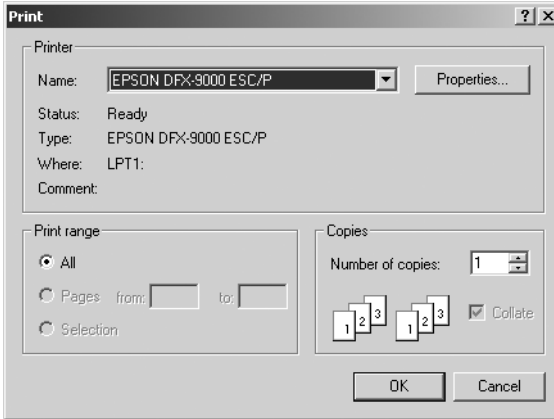 Print
Printer
Name: EPSON DFX-9000 ESC/P Properties...
Status: Ready
Type: EPSON DFX-9000 ESC/P
Where: LPT1:
Comment:
Print range
All
Pages from: to:
Selection
Copies
Number of copies: 1
1 2 3 1 2 3 Collate
OK Cancel